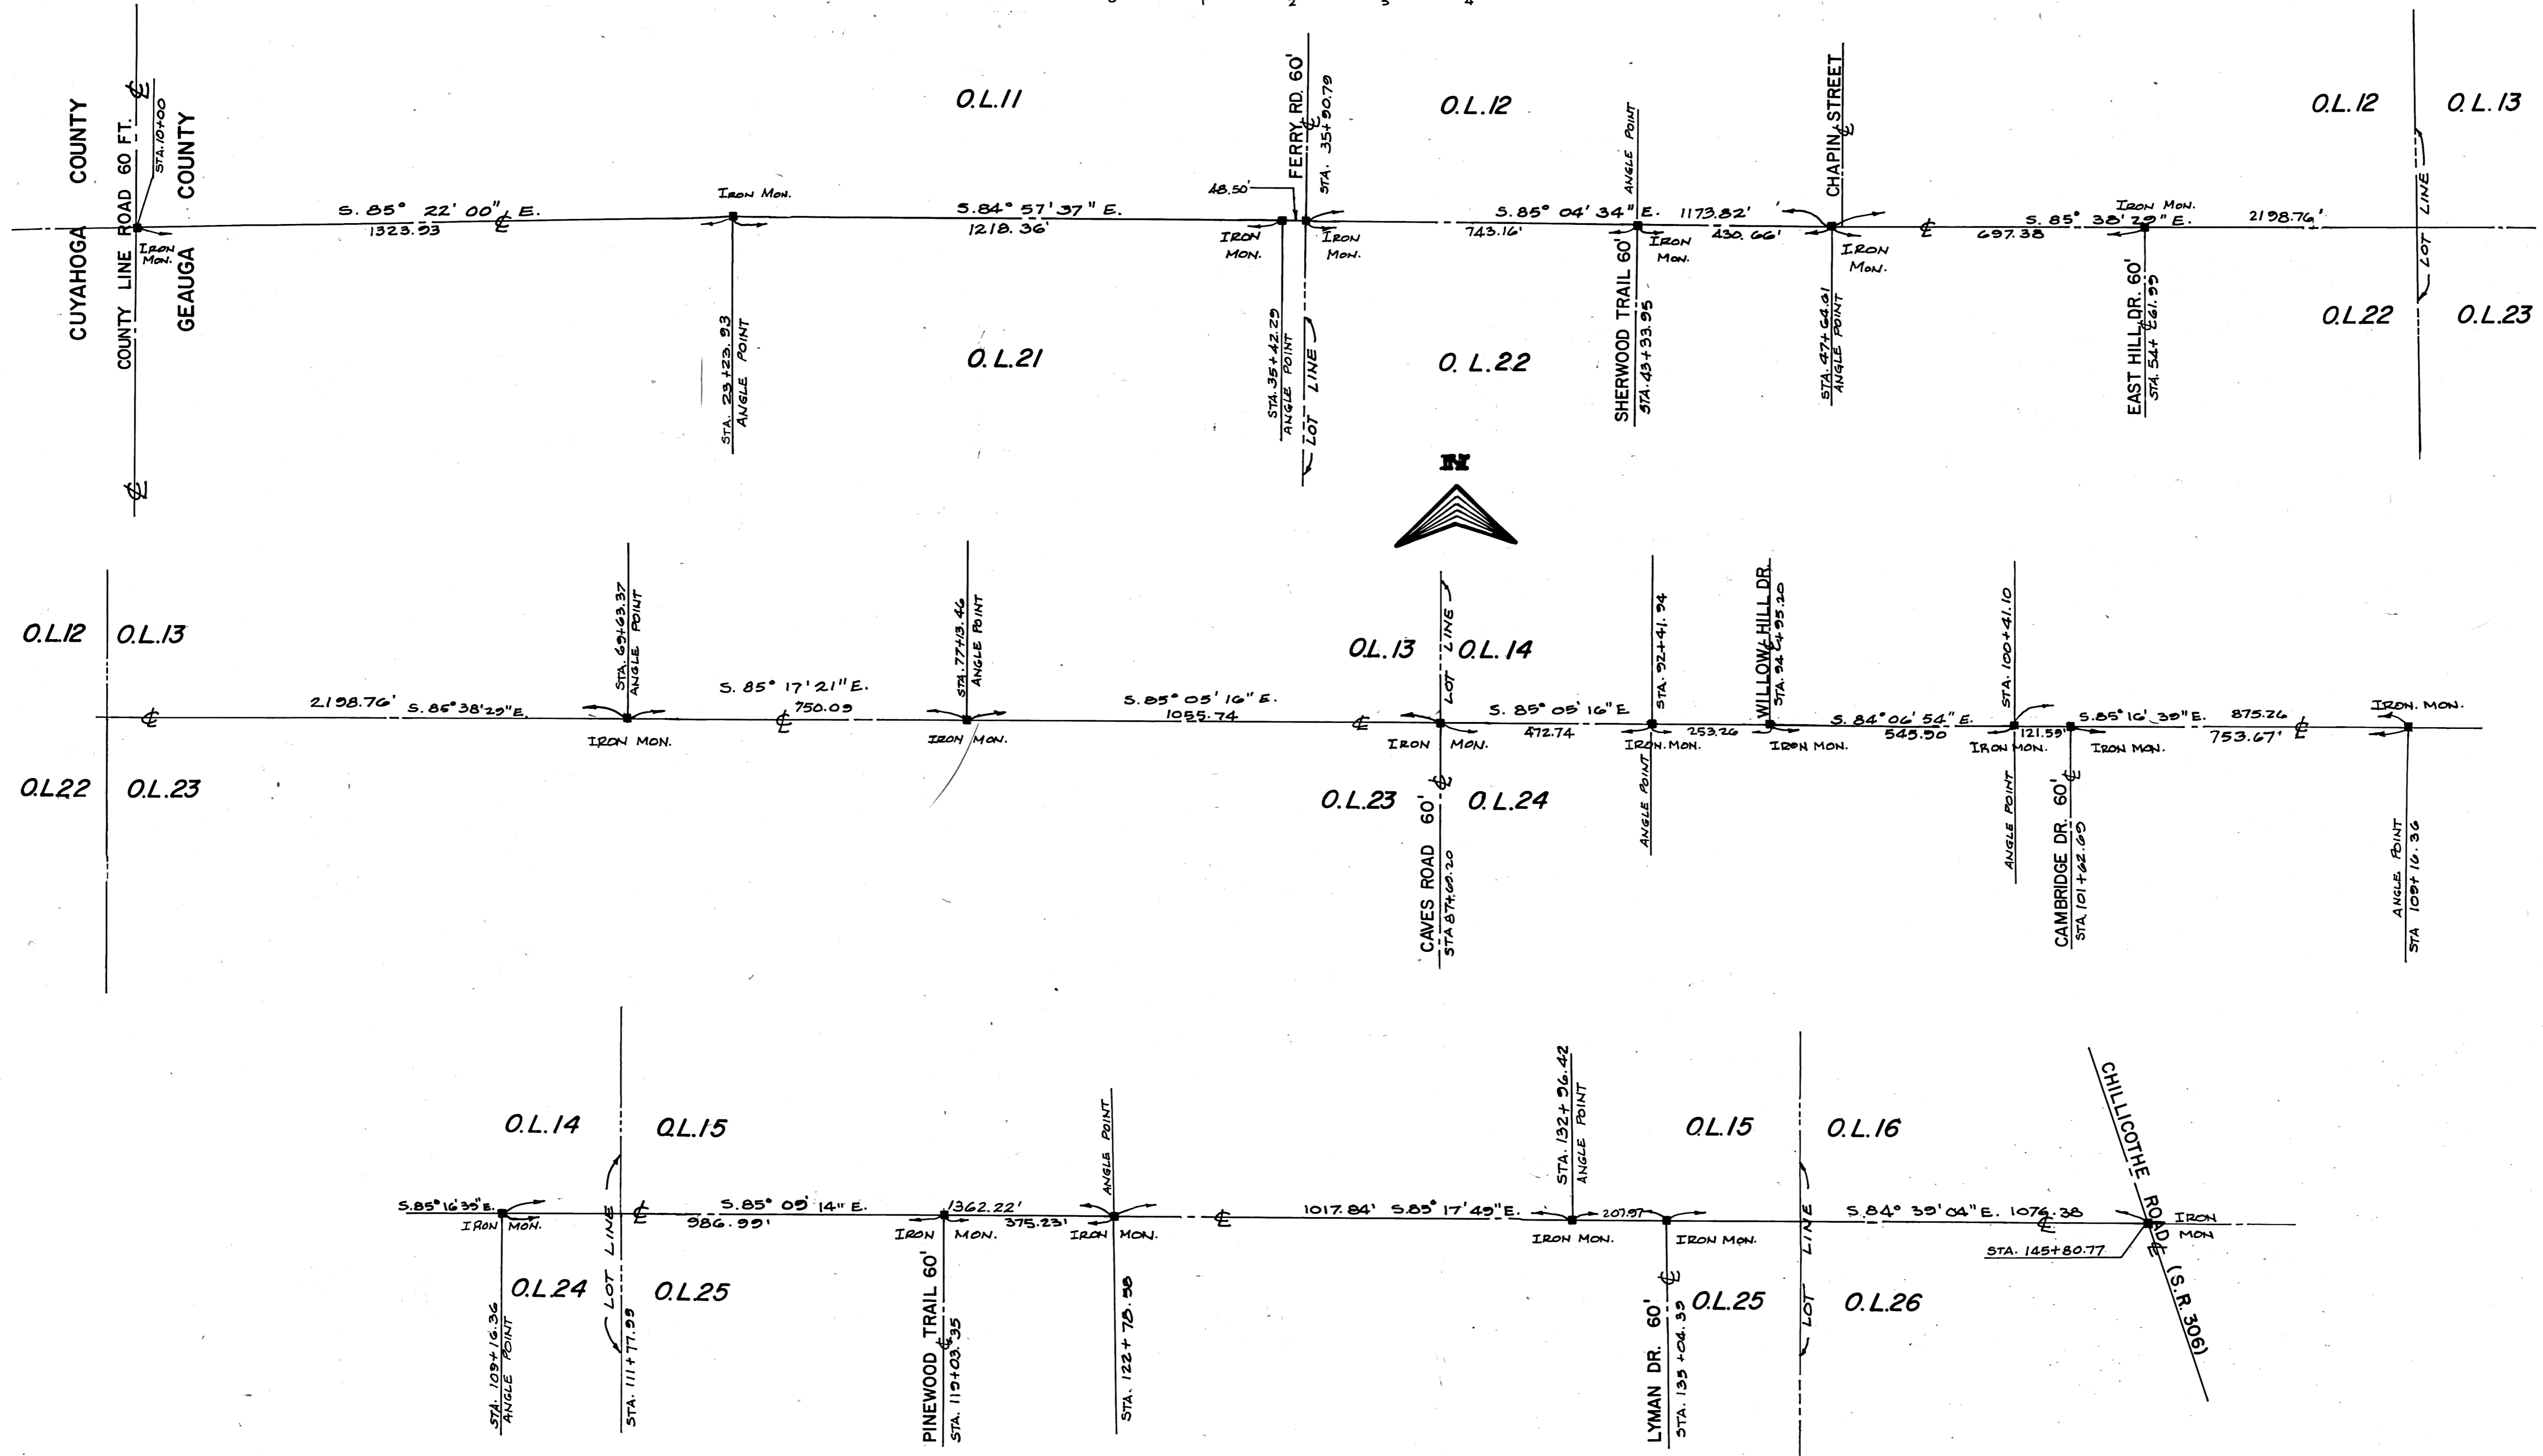 CUYAHOGA COUNTY
COUNTY LINE ROAD 60 FT. ℄
STA. 10+00
GEAUGA COUNTY
℄
IRON
MON.
S. 85° 22' 00" E.
1323.93
℄
IRON MON.
STA. 23+23.93
ANGLE POINT
O.L.11
S.84° 57' 37" E.
1218.36'
O.L.21
48.50'
FERRY RD. 60'
℄
STA. 35+90.79
IRON
MON.
IRON
MON.
STA. 35+42.29
ANGLE POINT
LOT LINE
O.L.12
S.85° 04' 34" E. 1173.82'
743.16'
430.66'
O.L.22
ANGLE POINT
IRON
MON.
SHERWOOD TRAIL 60'
STA. 43+33.95
CHAPIN STREET
℄
IRON
MON.
STA. 47+64.61
ANGLE POINT
℄
IRON MON.
S. 85° 38' 29" E.
2198.76'
697.38
EAST HILL DR. 60'
℄
STA. 54+61.99
O.L.12
O.L.13
LOT LINE
O.L.22
O.L.23
N
O.L.12
O.L.13
O.L.22
O.L.23
℄
2198.76'
S. 85°38'29"E.
STA. 69+63.37
ANGLE POINT
IRON MON.
S. 85° 17' 21" E.
750.09
℄
STA. 77+13.46
ANGLE POINT
IRON MON.
S.85° 05' 16" E.
1055.74
℄
O.L.13
LOT LINE
O.L.14
IRON MON.
O.L.23
O.L.24
CAVES ROAD 60'
℄
STA 87+69.20
S. 85° 05' 16" E
472.74
STA. 92+41.94
IRON MON.
ANGLE POINT
253.26
WILLOW HILL DR.
℄
STA. 94+95.20
IRON MON.
S. 84° 06' 54" E.
545.90
STA. 100+41.10
IRON MON.
ANGLE POINT
121.59'
S.85° 16' 39" E.
875.26
IRON MON.
753.67'
℄
CAMBRIDGE DR. 60'
℄
STA. 101+62.69
IRON. MON.
ANGLE POINT
STA 109+16.36
S.85°16'39"E.
IRON MON.
STA. 109+16.36
ANGLE POINT
O.L.14
O.L.15
O.L.24
O.L.25
LOT LINE
STA. 111+77.99
℄
S.85° 09' 14" E.
1362.22'
986.99'
375.23'
IRON MON.
PINEWOOD TRAIL 60'
℄
STA. 119+03.35
ANGLE POINT
IRON MON.
STA. 122+78.58
℄
1017.84' S.85° 17' 49" E.
STA. 132+96.42
ANGLE POINT
IRON MON.
207.97
IRON MON.
LYMAN DR. 60'
℄
STA. 135+04.39
O.L.15
O.L.16
O.L.25
O.L.26
LOT LINE
S.84° 39' 04" E. 1076.38
℄
STA. 145+80.77
IRON
MON
CHILLICOTHE ROAD ℄ (S.R. 306)